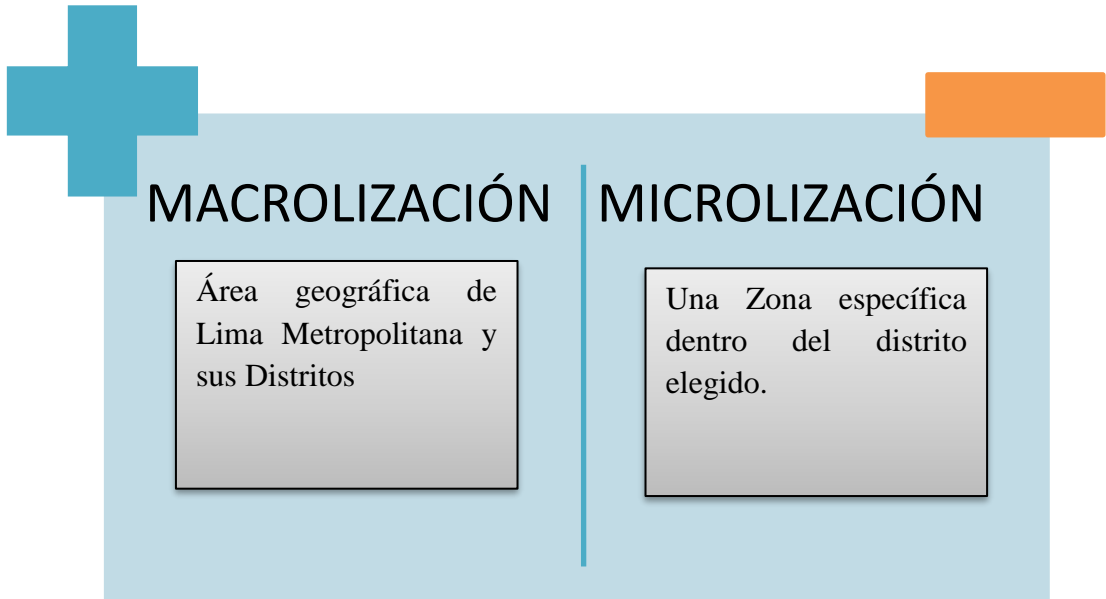 MACROLIZACIÓN
Área geográfica de
Lima Metropolitana y
sus Distritos
MICROLIZACIÓN
Una Zona específica
dentro del distrito
elegido.